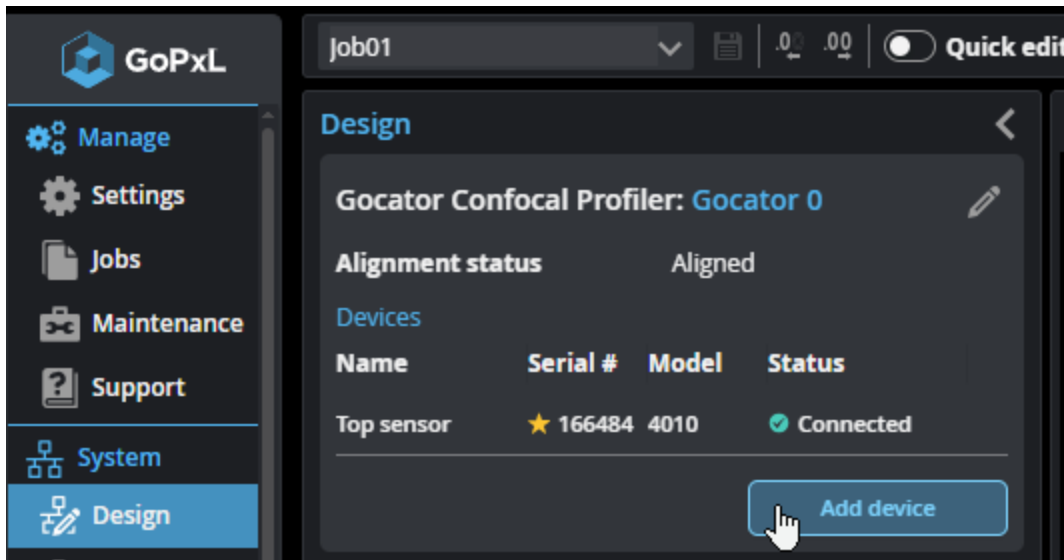 GoPxL
Job01
.00 .00 Quick edit
Manage
Settings
Jobs
Maintenance
Support
System
Design
Design
Gocator Confocal Profiler: Gocator 0
Alignment status Aligned
Devices
Name Serial # Model Status
Top sensor 166484 4010 Connected
Add device